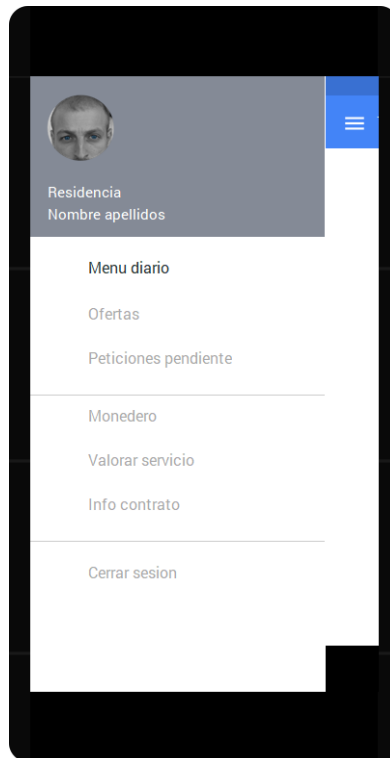 Residencia
Nombre apellidos
Menu diario
Ofertas
Peticiones pendiente
Monedero
Valorar servicio
Info contrato
Cerrar sesion